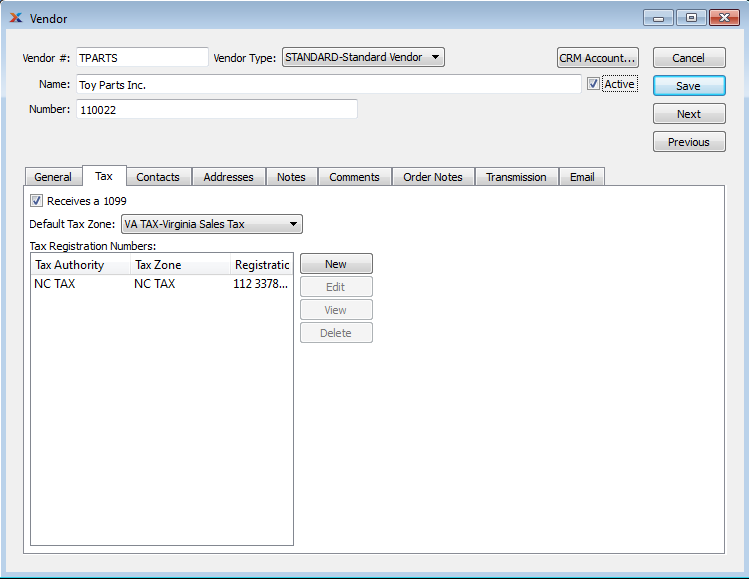 Vendor
Vendor #: TPARTS Vendor Type: STANDARD-Standard Vendor CRM Account... Cancel
Name: Toy Parts Inc. Active Save
Number: 110022 Next
Previous
General Tax Contacts Addresses Notes Comments Order Notes Transmission Email
Receives a 1099
Default Tax Zone: VA TAX-Virginia Sales Tax
Tax Registration Numbers:
Tax Authority Tax Zone Registratic New
NC TAX NC TAX 112 3378... Edit
View
Delete